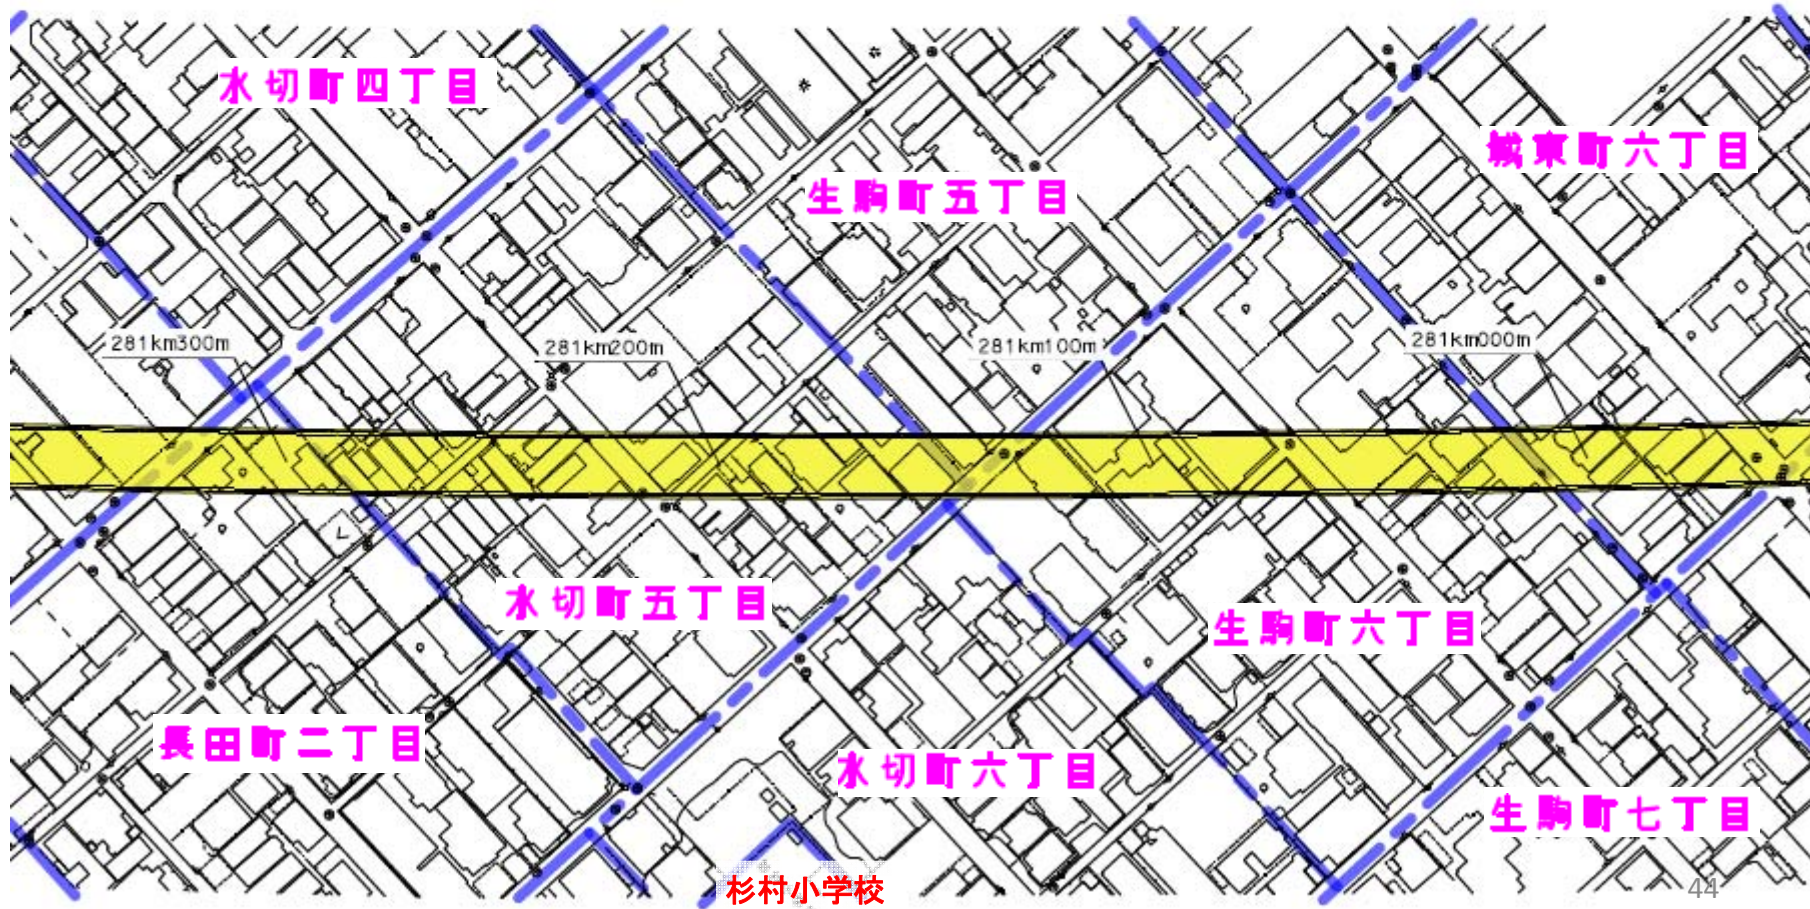 水切町四丁目
城東町六丁目
生駒町五丁目
281km300m
281km200m
281km100m
281km000m
水切町五丁目
生駒町六丁目
長田町二丁目
水切町六丁目
生駒町七丁目
杉村小学校
44